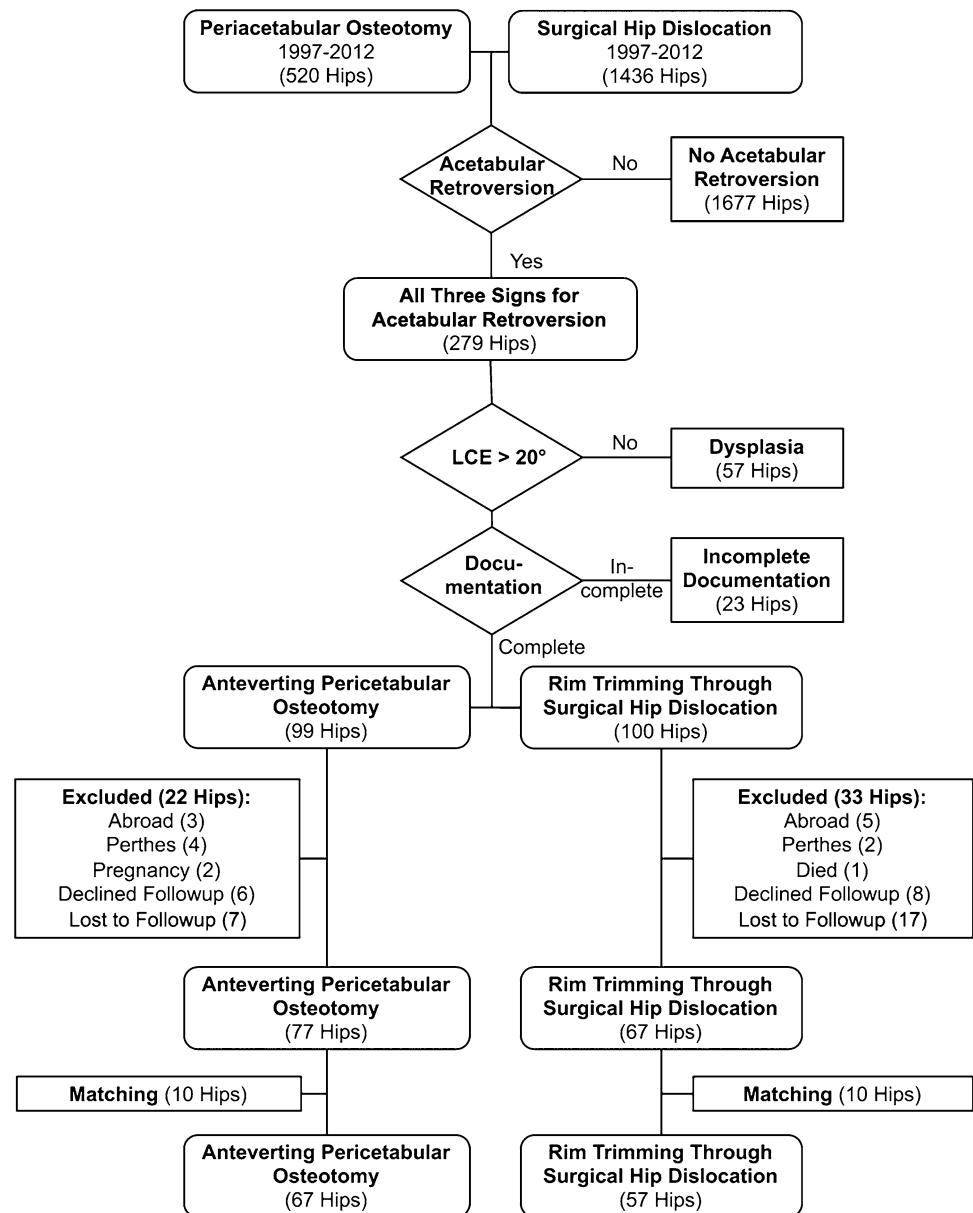 Periacetabular Osteotomy
1997-2012
(520 Hips)
Surgical Hip Dislocation
1997-2012
(1436 Hips)
Acetabular
Retroversion
No
No Acetabular
Retroversion
(1677 Hips)
Yes
All Three Signs for
Acetabular Retroversion
(279 Hips)
LCE > 20°
No
Dysplasia
(57 Hips)
Docu-
mentation
In-
complete
Incomplete
Documentation
(23 Hips)
Complete
Anteverting Pericetabular
Osteotomy
(99 Hips)
Rim Trimming Through
Surgical Hip Dislocation
(100 Hips)
Excluded (22 Hips):
Abroad (3)
Perthes (4)
Pregnancy (2)
Declined Followup (6)
Lost to Followup (7)
Excluded (33 Hips):
Abroad (5)
Perthes (2)
Died (1)
Declined Followup (8)
Lost to Followup (17)
Anteverting Pericetabular
Osteotomy
(77 Hips)
Rim Trimming Through
Surgical Hip Dislocation
(67 Hips)
Matching (10 Hips)
Matching (10 Hips)
Anteverting Pericetabular
Osteotomy
(67 Hips)
Rim Trimming Through
Surgical Hip Dislocation
(57 Hips)